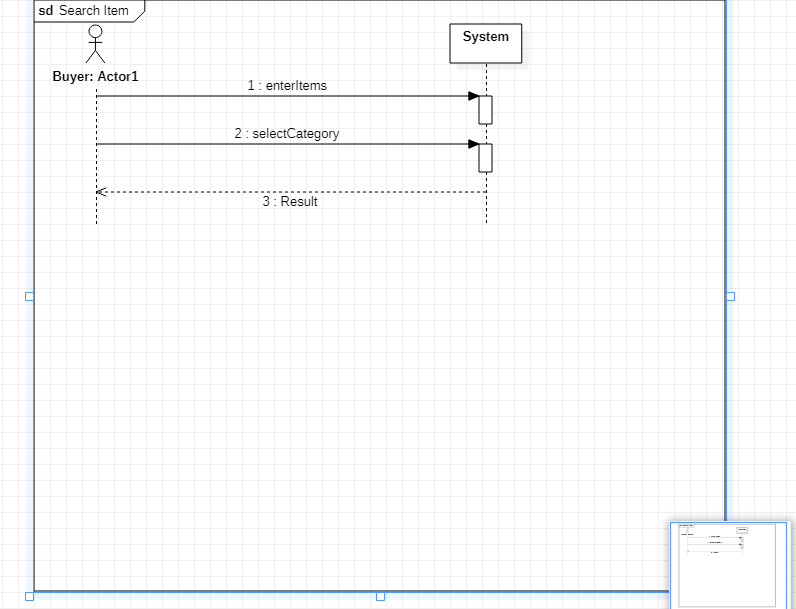 sd Search Item
System
Buyer: Actor1
1 : enterItems
2 : selectCategory
3 : Result